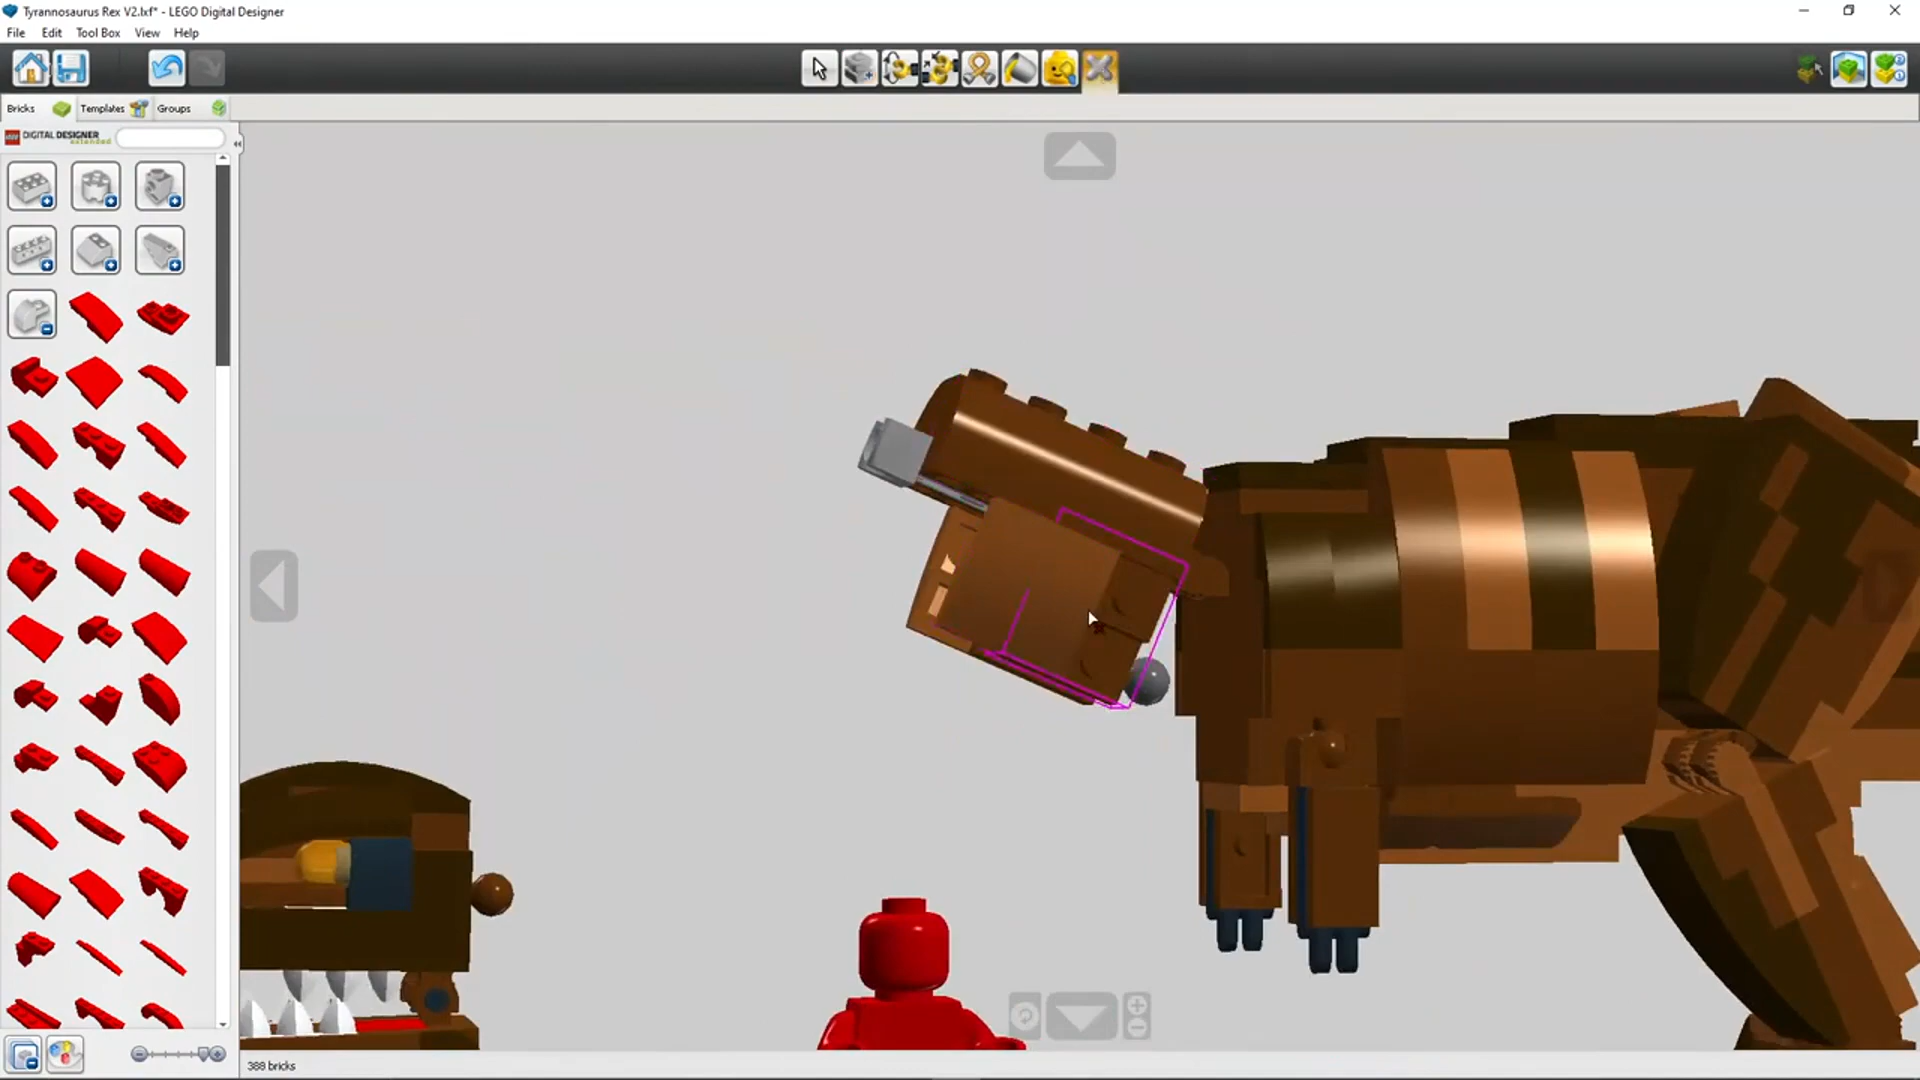 Tyrannosaurus Rex V2.lxf* - LEGO Digital Designer
File Edit Tool Box View Help
Bricks Templates Groups
DIGITAL DESIGNER
extended
388 bricks